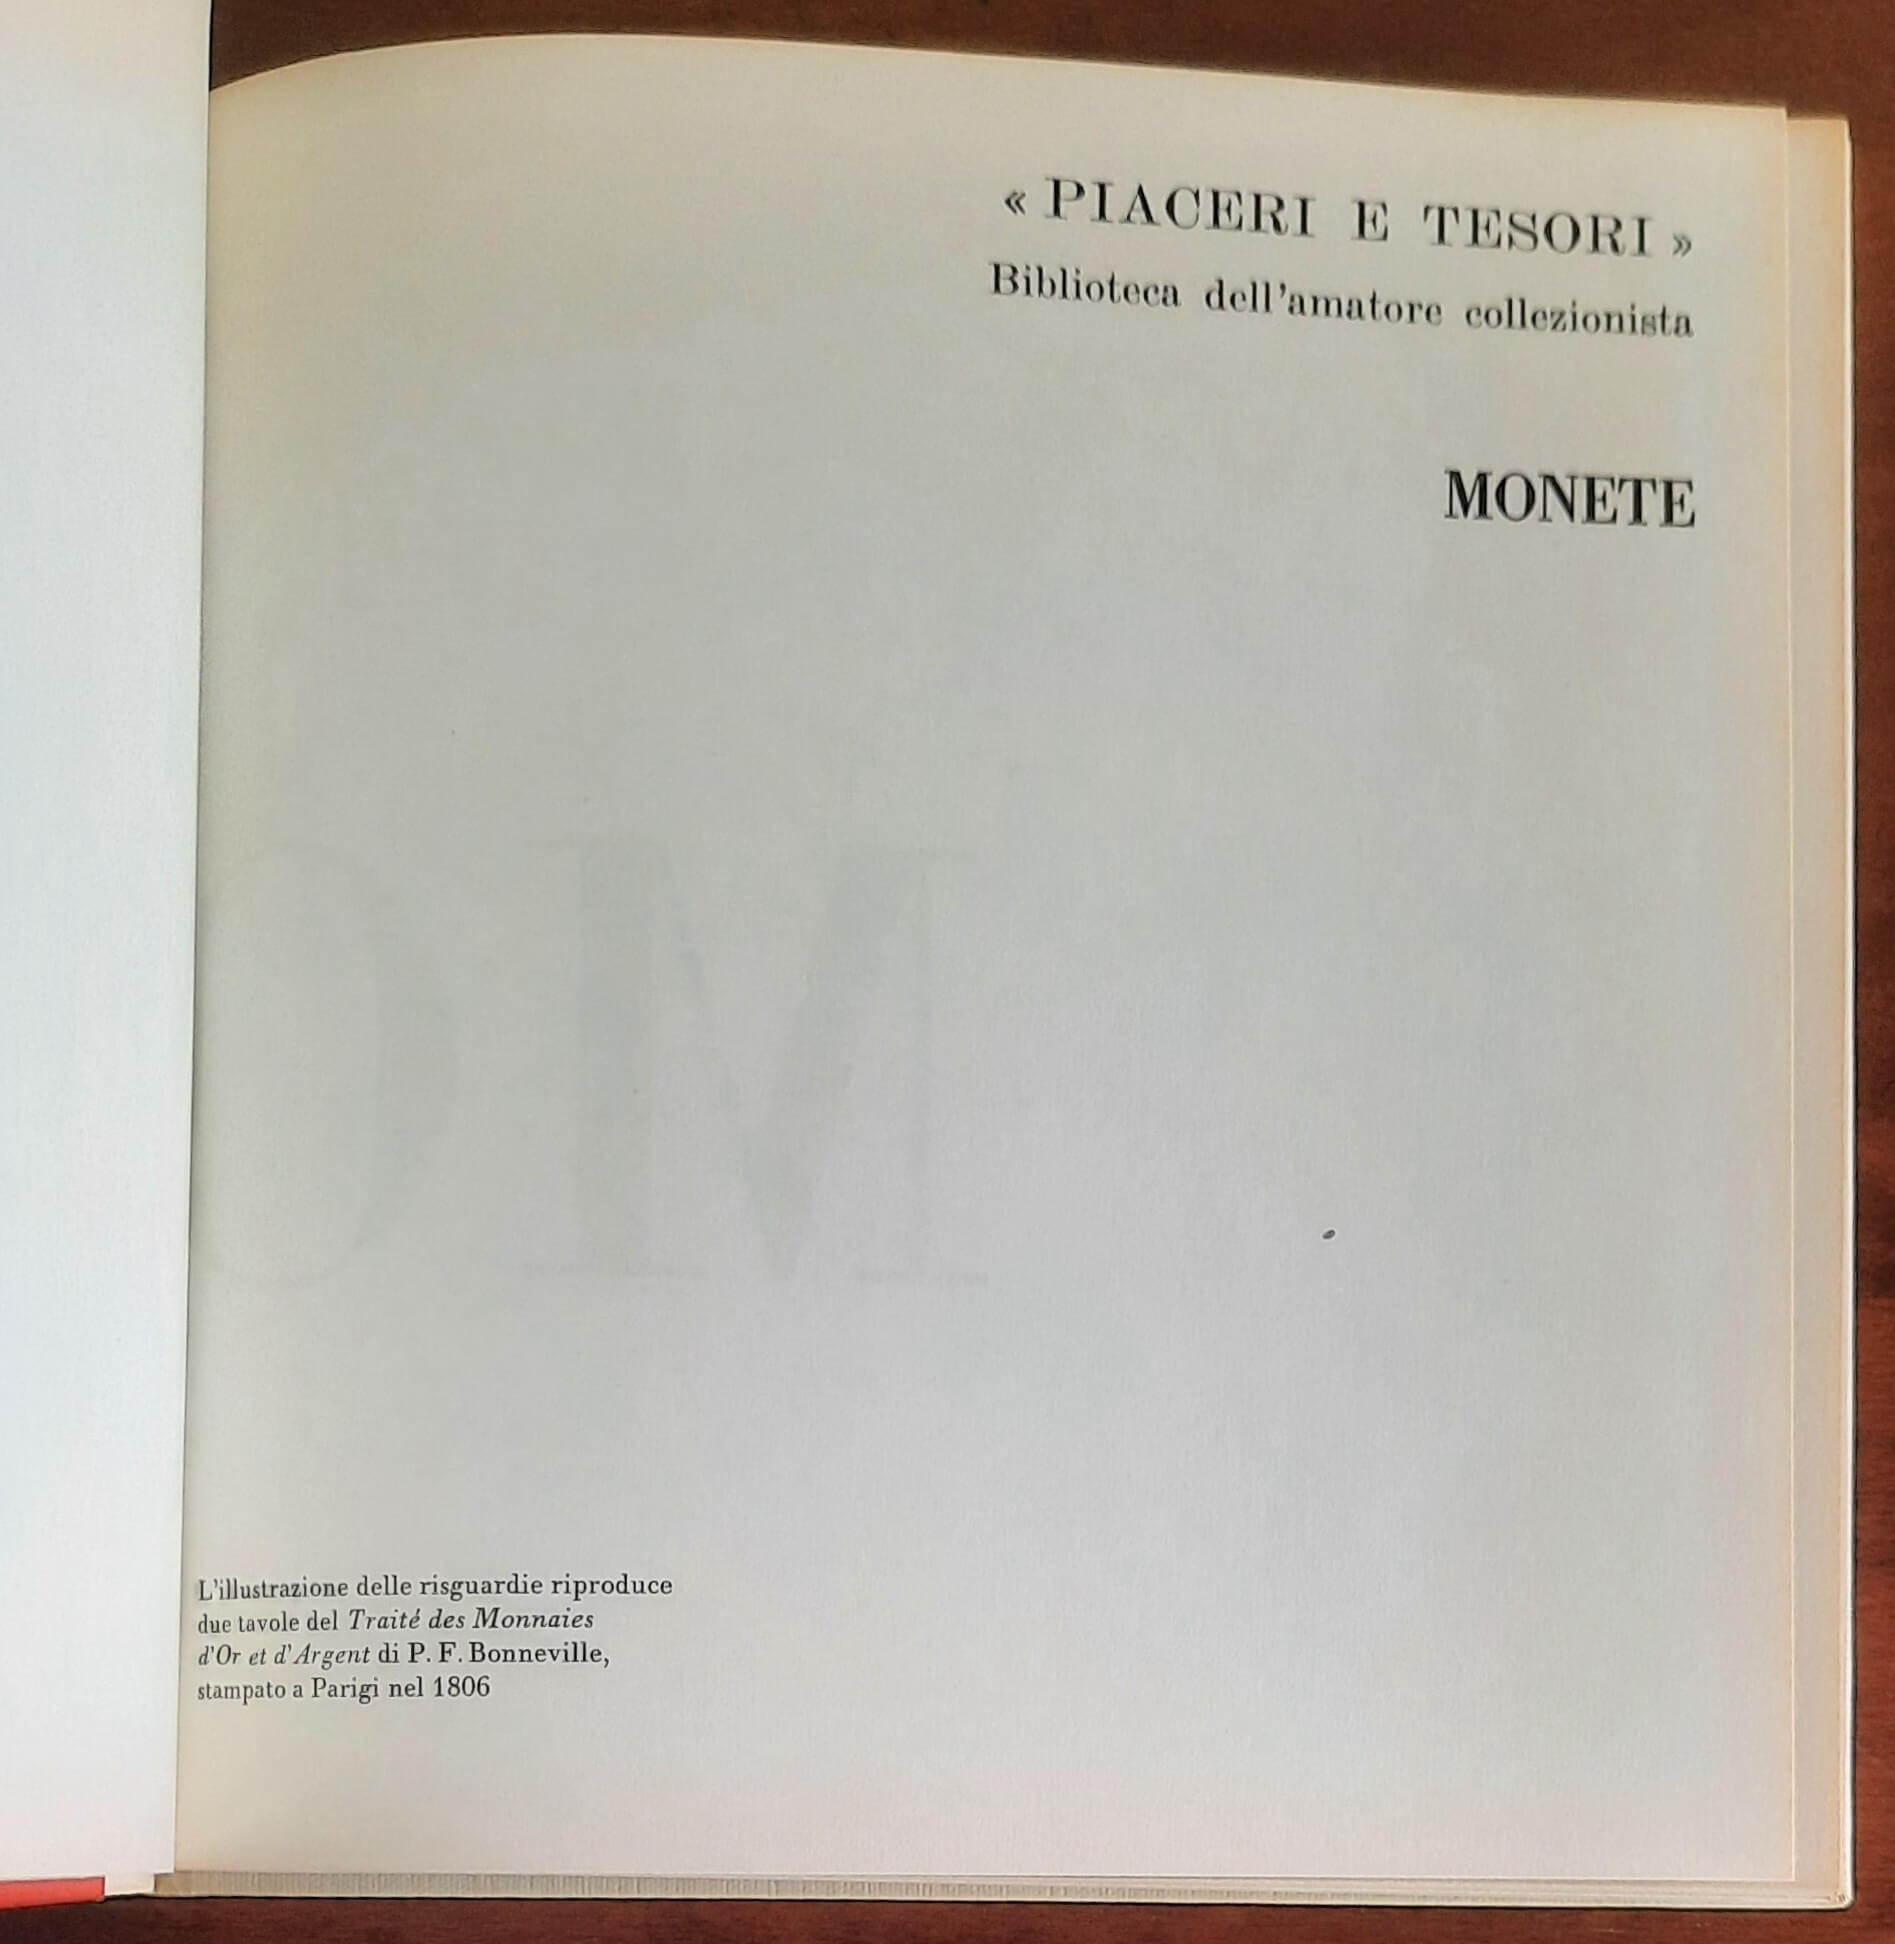 « PIACERI E TESORI »
Biblioteca dell'amatore collezionista
MONETE
L'illustrazione delle risguardie riproduce
due tavole del Traité des Monnaies
d'Or et d'Argent di P. F. Bonneville,
stampato a Parigi nel 1806